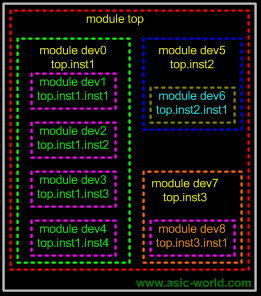 module top
module dev0
top.inst1
module dev1
top.inst1.inst1
module dev2
top.inst1.inst2
module dev3
top.inst1.inst3
module dev4
top.inst1.inst4
module dev5
top.inst2
module dev6
top.inst2.inst1
module dev7
top.inst3
module dev8
top.inst3.inst1
www.asic-world.com